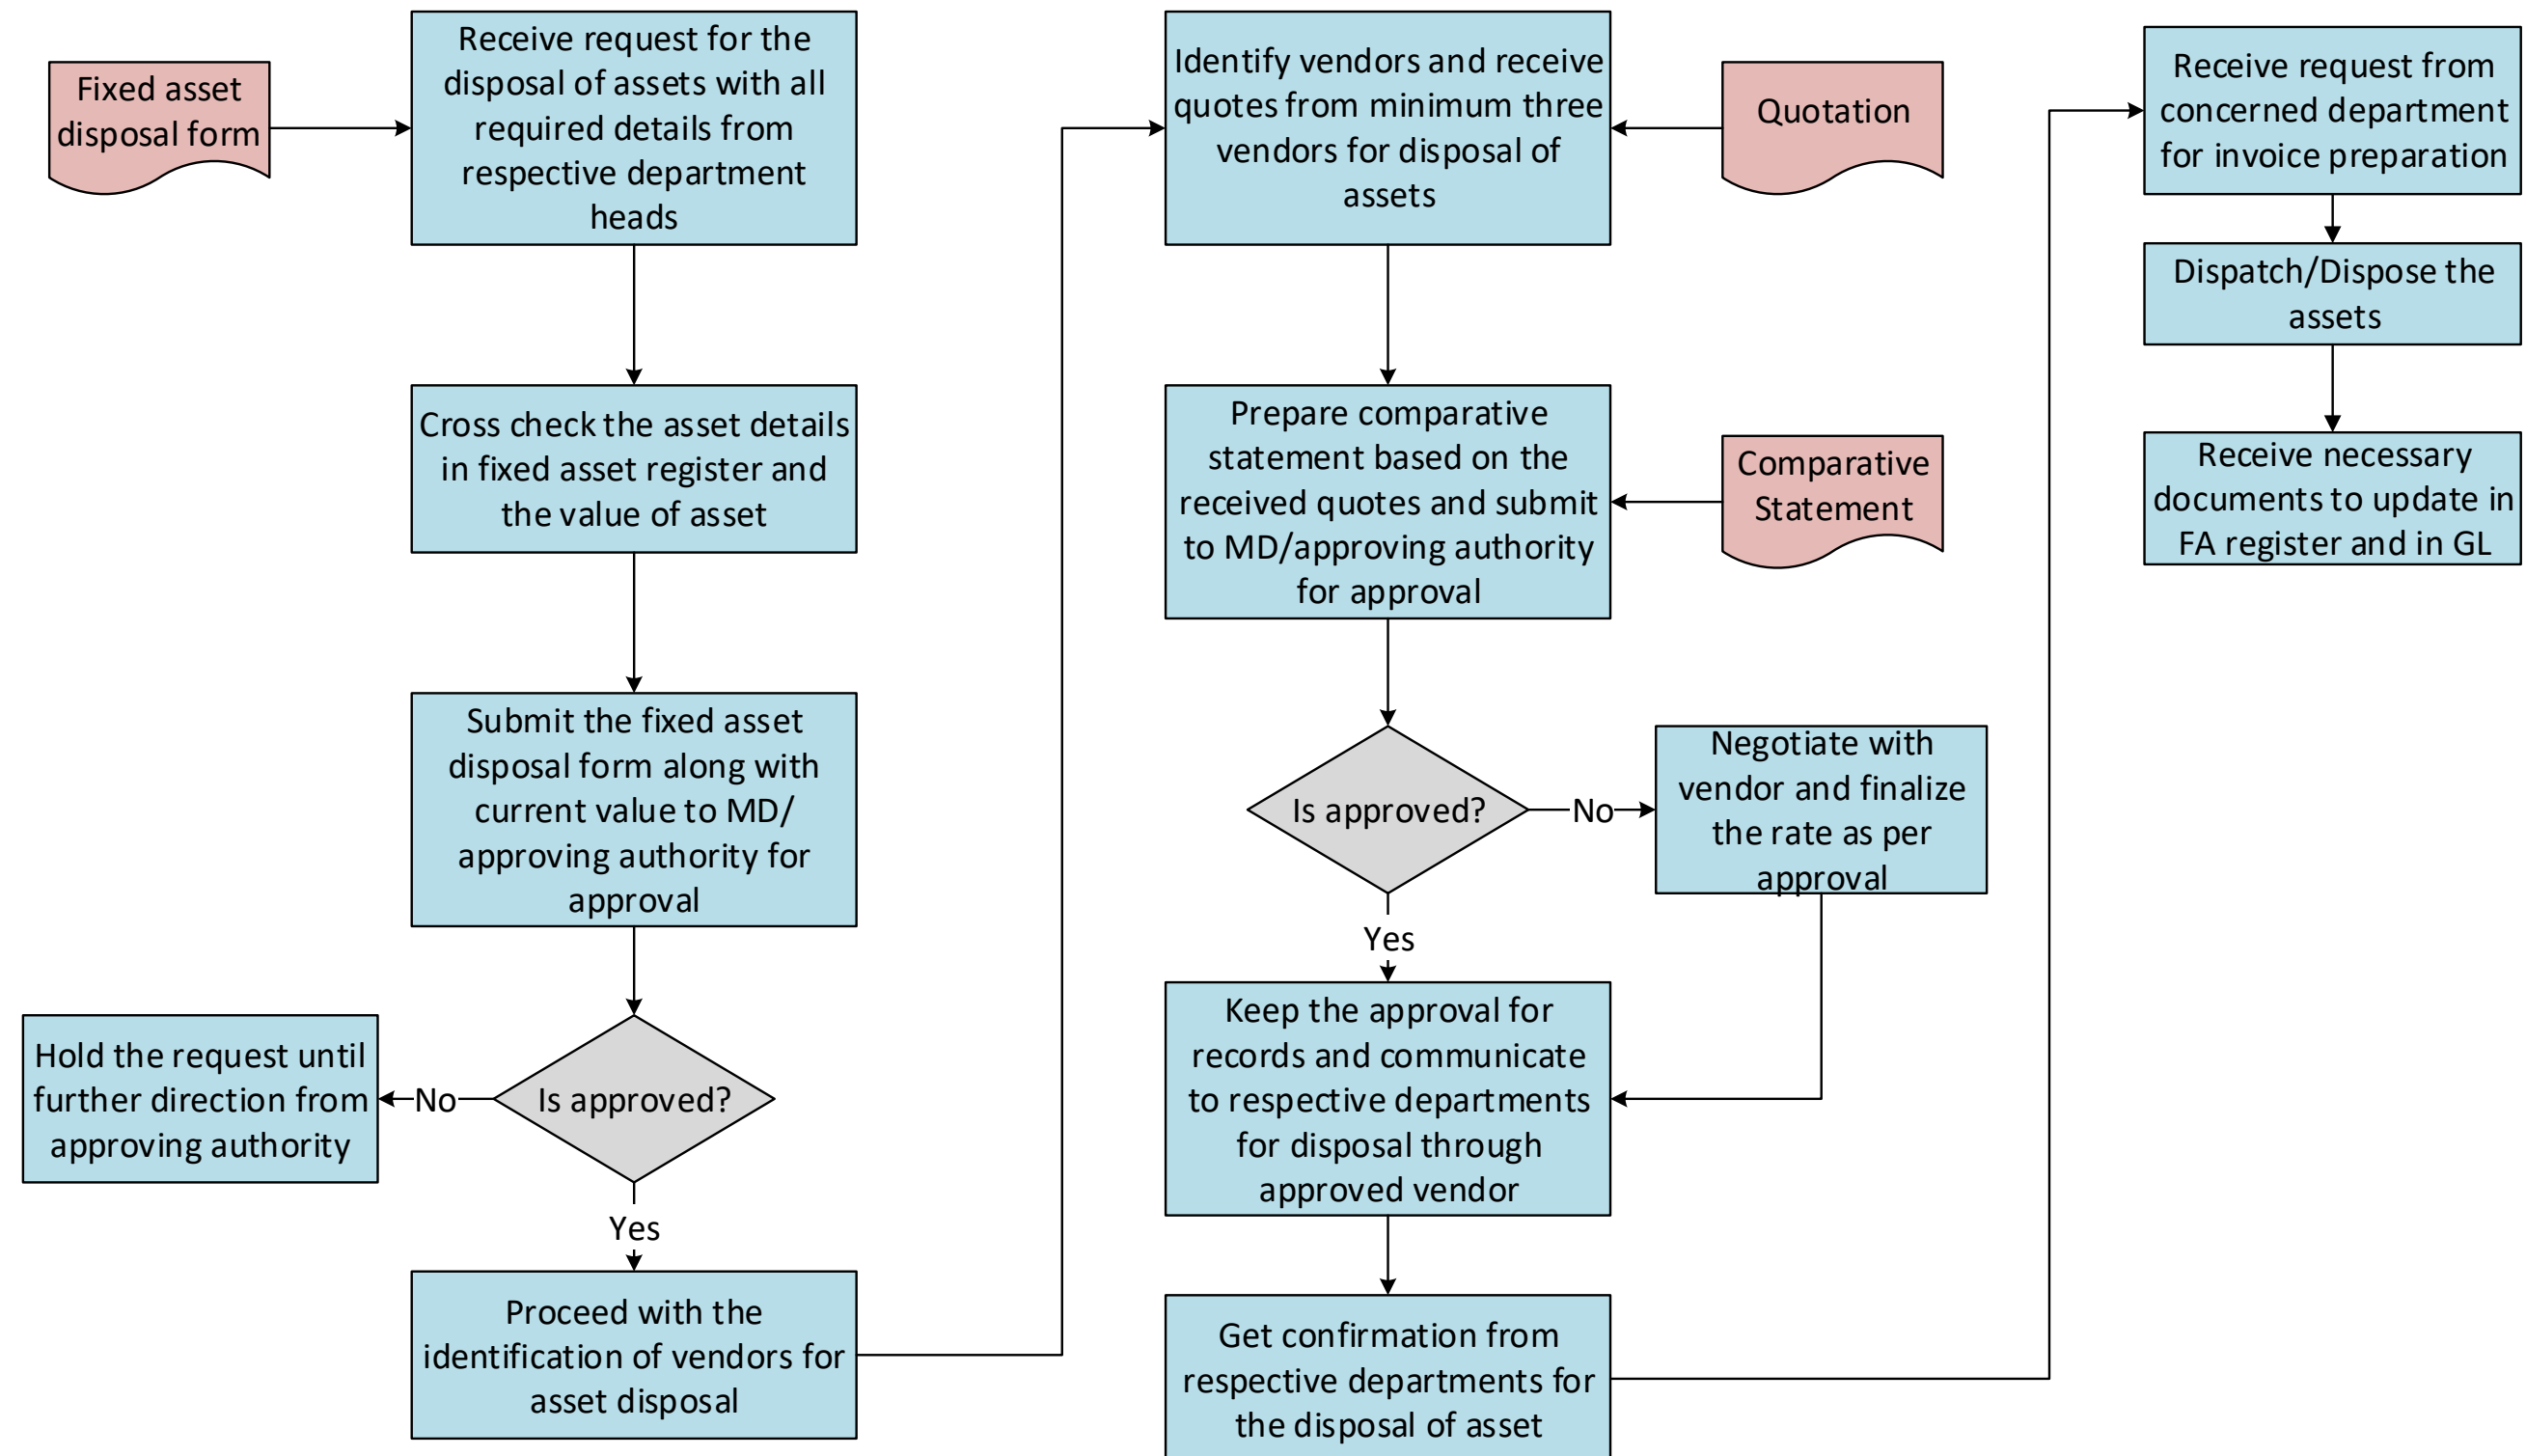 Fixed asset
disposal form
Receive request for the
disposal of assets with all
required details from
respective department
heads
Cross check the asset details
in fixed asset register and
the value of asset
Submit the fixed asset
disposal form along with
current value to MD/
approving authority for
approval
Is approved?
No
Hold the request until
further direction from
approving authority
Yes
Proceed with the
identification of vendors for
asset disposal
Identify vendors and receive
quotes from minimum three
vendors for disposal of
assets
Quotation
Prepare comparative
statement based on the
received quotes and submit
to MD/approving authority
for approval
Comparative
Statement
Is approved?
No
Negotiate with
vendor and finalize
the rate as per
approval
Yes
Keep the approval for
records and communicate
to respective departments
for disposal through
approved vendor
Get confirmation from
respective departments for
the disposal of asset
Receive request from
concerned department
for invoice preparation
Dispatch/Dispose the
assets
Receive necessary
documents to update in
FA register and in GL